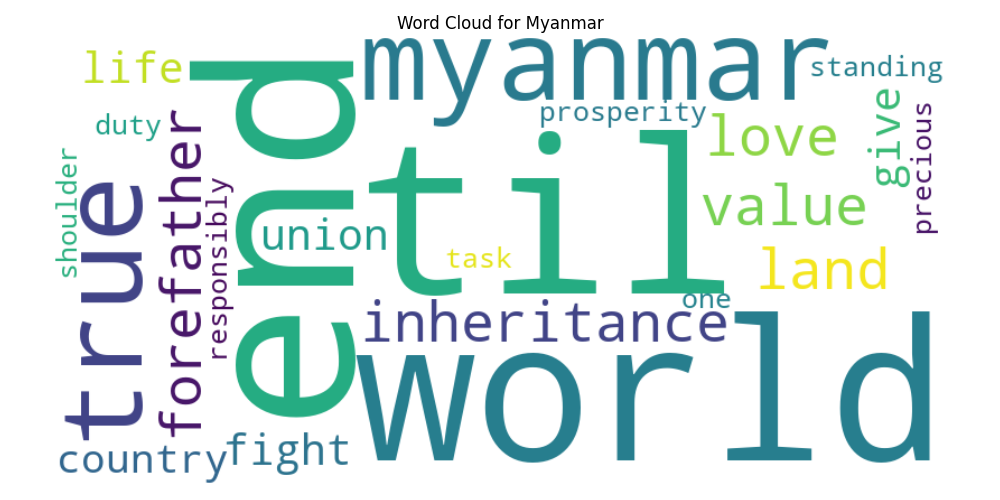 Word Cloud for Myanmar
myanmar
life
standing
prosperity
duty
give
precious
love
forefather
true
end
til
shoulder
responsibly
value
union
task
land
one
inheritance
world
fight
country